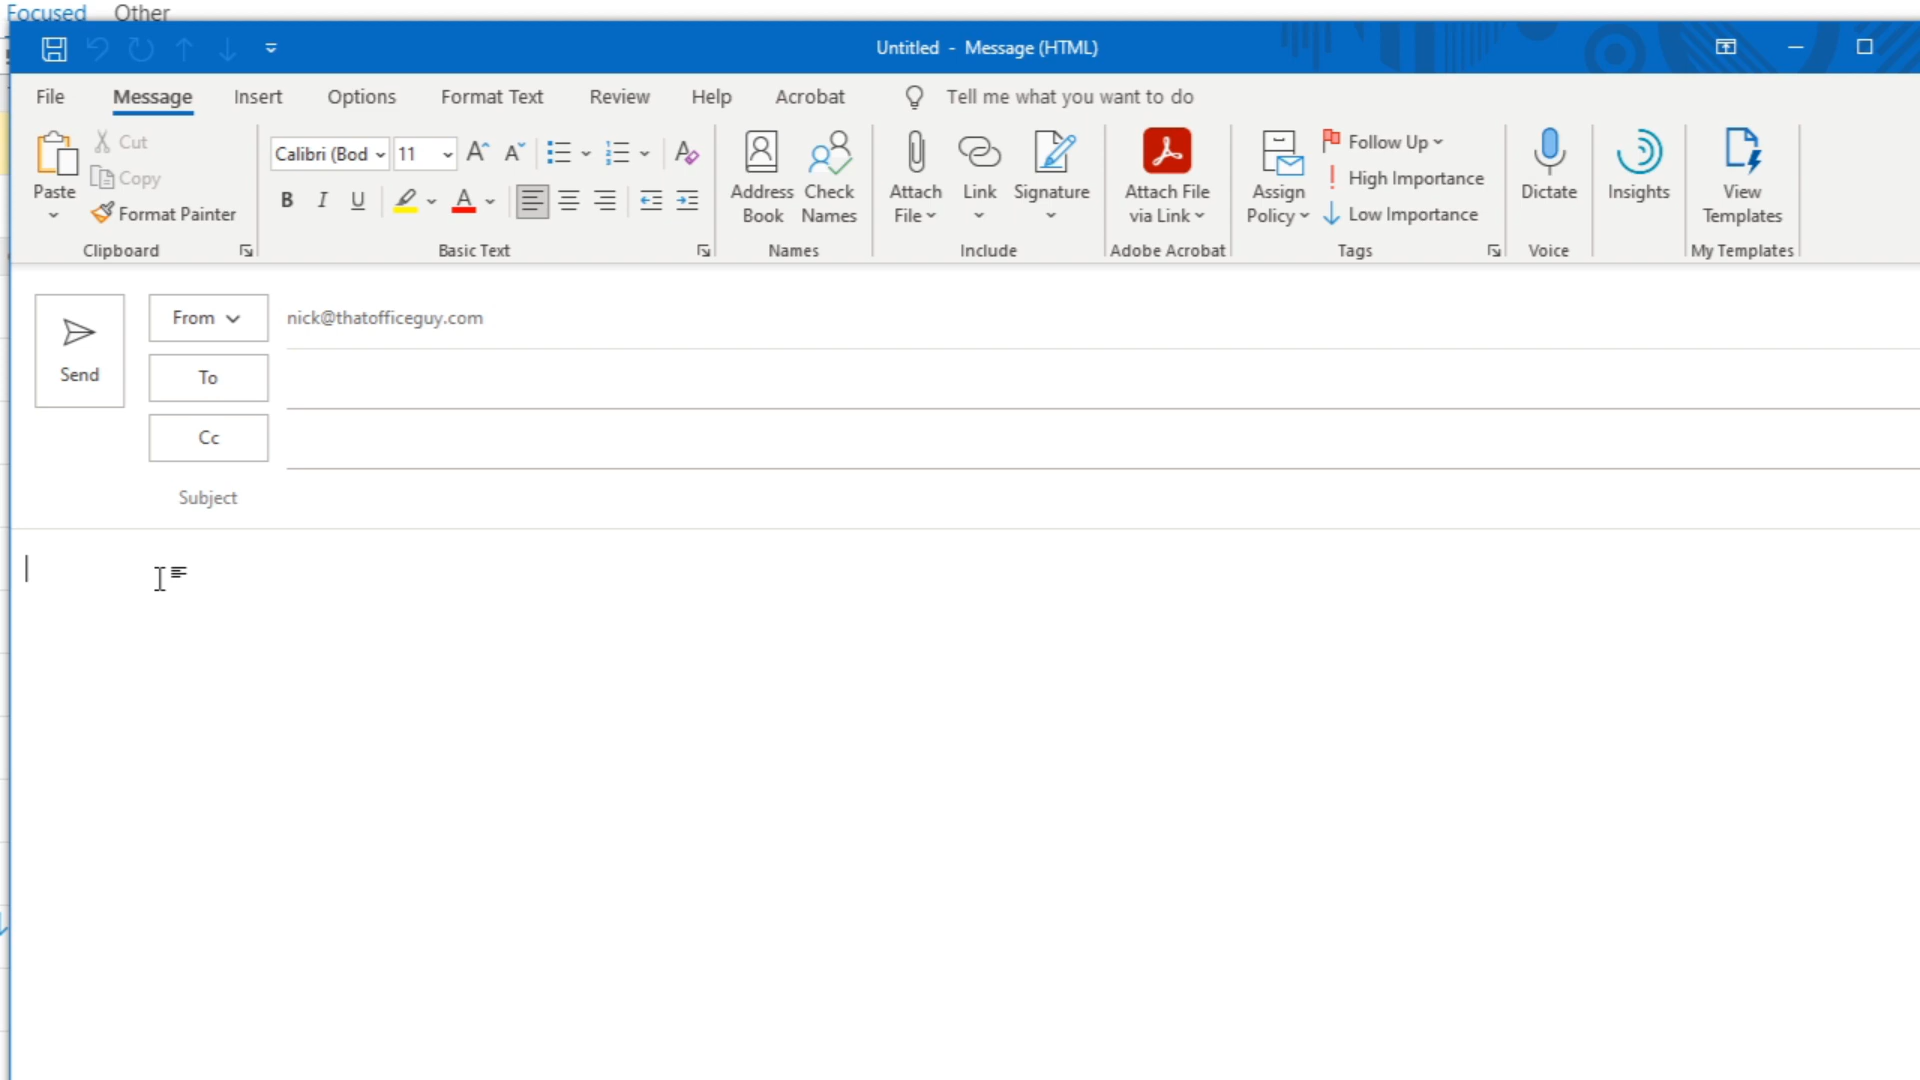 Focused Other
Untitled - Message (HTML)
File Message Insert Options Format Text Review Help Acrobat Tell me what you want to do
Paste
Cut
Copy
Format Painter
Clipboard
Calibri (Bod 11
B I U
Basic Text
Address Book
Check Names
Names
Attach File
Link
Signature
Include
Attach File via Link
Adobe Acrobat
Assign Policy
Follow Up
High Importance
Low Importance
Tags
Dictate
Voice
Insights
View Templates
My Templates
Send
From nick@thatofficeguy.com
To
Cc
Subject